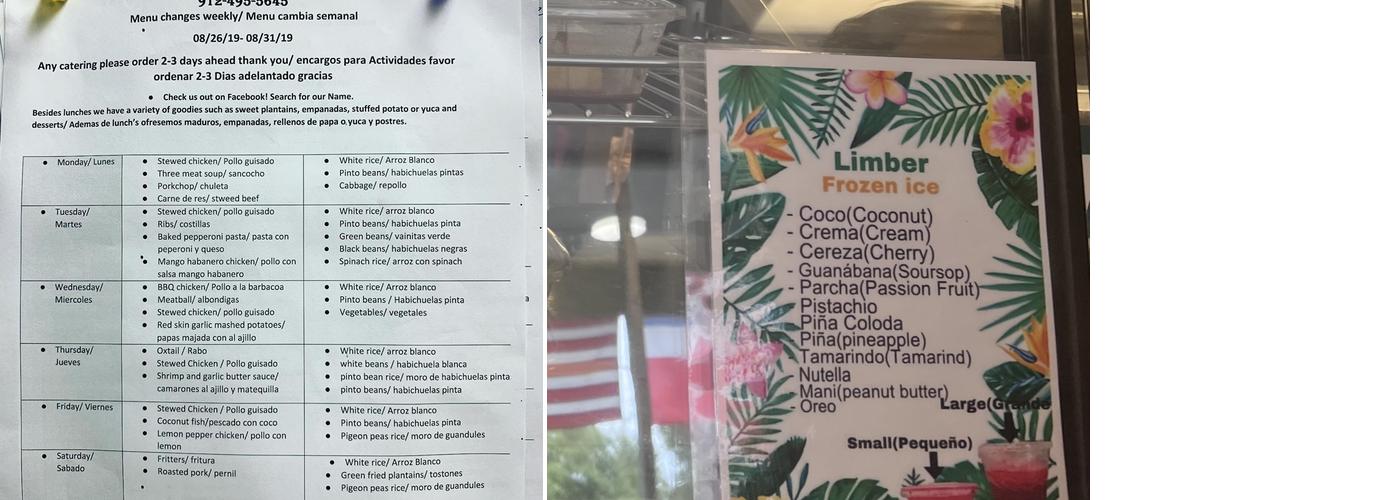 912-495-5645
Menu changes weekly/ Menu cambia semanal
08/26/19- 08/31/19
Any catering please order 2-3 days ahead thank you/ encargos para Actividades favor
ordenar 2-3 Dias adelantado gracias
Check us out on Facebook! Search for our Name.
Besides lunches we have a variety of goodies such as sweet plantains, empanadas, stuffed potato or yuca and
desserts/ Ademas de lunch's ofresemos maduros, empanadas, rellenos de papa o yuca y postres.
Monday/ Lunes
Stewed chicken/ Pollo guisado
Three meat soup/ sancocho
Porkchop/ chuleta
Carne de res/ stweed beef
White rice/ Arroz Blanco
Pinto beans/ habichuelas pintas
Cabbage/ repollo
Tuesday/
Martes
Stewed chicken/ pollo guisado
Ribs/ costillas
Baked pepperoni pasta/ pasta con
peperoni y queso
Mango habanero chicken/ pollo con
salsa mango habanero
White rice/ arroz blanco
Pinto beans/ habichuelas pinta
Green beans/ vainitas verde
Black beans/ habichuelas negras
Spinach rice/ arroz con spinach
Wednesday/
Miercoles
BBQ chicken/ Pollo a la barbacoa
Meatball/ albondigas
Stewed chicken/ pollo guisado
Red skin garlic mashed potatoes/
papas majada con al ajillo
White rice/ Arroz Blanco
Pinto beans / Habichuelas pinta
Vegetables/ vegetales
Thursday/
Jueves
Oxtail / Rabo
Stewed Chicken / Pollo guisado
Shrimp and garlic butter sauce/
camarones al ajillo y matequilla
White rice/ arroz blanco
white beans / habichuela blanca
pinto bean rice/ moro de habichuelas pinta
pinto beans/ habichuelas pinta
Friday/ Viernes
Stewed Chicken / Pollo guisado
Coconut fish/pescado con coco
Lemon pepper chicken/ pollo con
lemon
White rice/ Arroz blanco
Pinto beans/ habichuelas pinta
Pigeon peas rice/ moro de guandules
Saturday/
Sabado
Fritters/ fritura
Roasted pork/ pernil
White rice/ Arroz Blanco
Green fried plantains/ tostones
Pigeon peas rice/ moro de guandules
Limber
Frozen ice
- Coco(Coconut)
- Crema(Cream)
- Cereza(Cherry)
- Guanábana(Soursop)
- Parcha(Passion Fruit)
Pistachio
Piña Coloda
Piña(pineapple)
- Tamarindo(Tamarind)
Nutella
- Mani(peanut butter)
- Oreo
Large(Grande
Small(Pequeño)